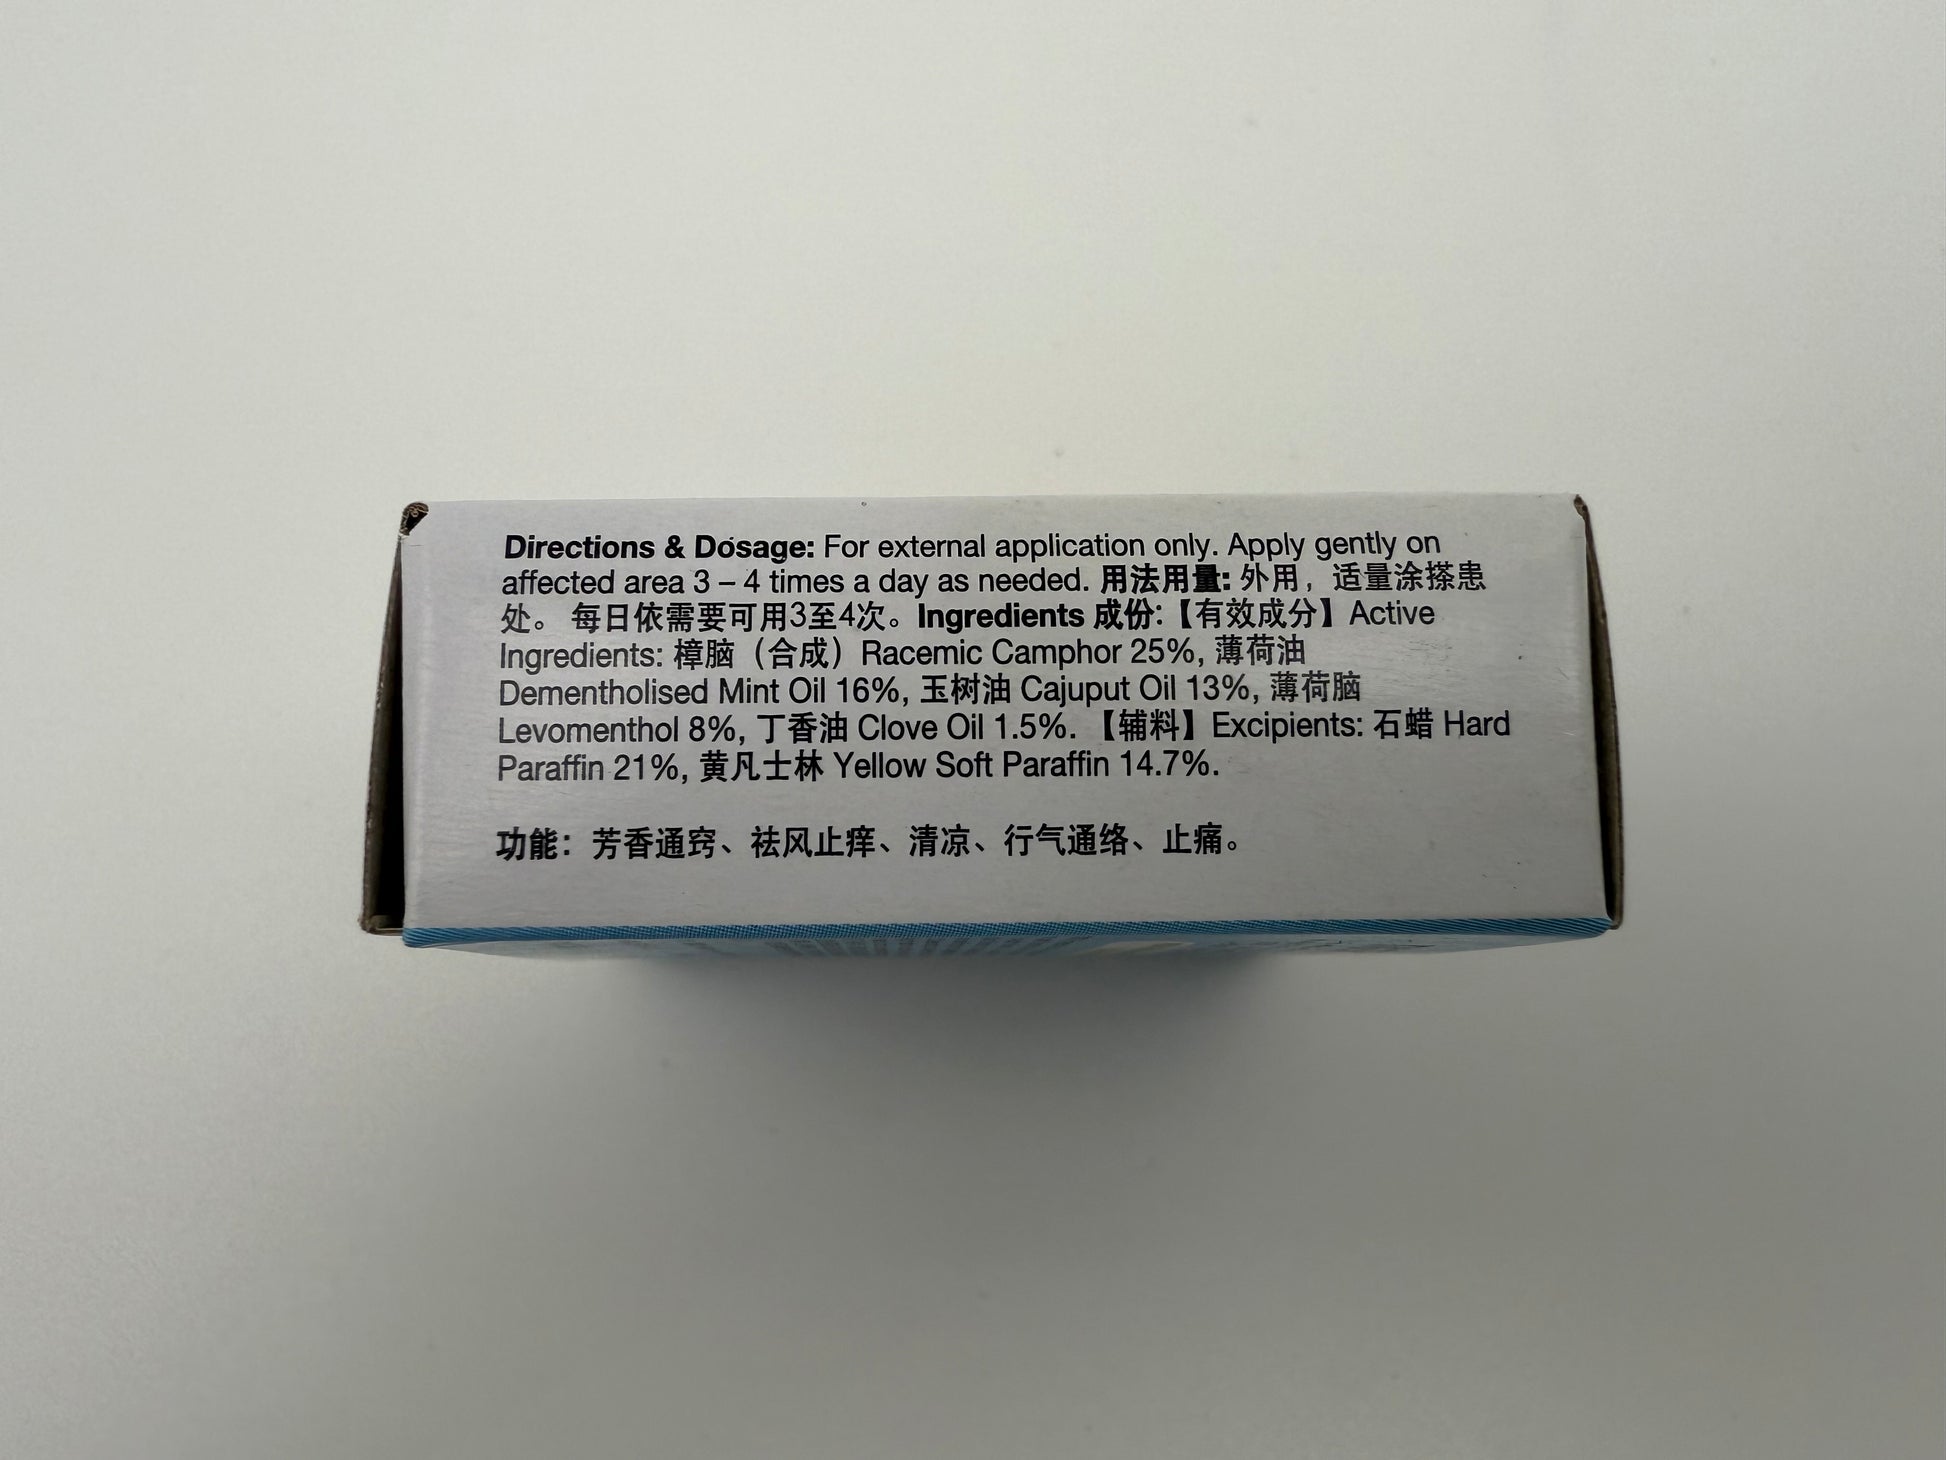 Directions & Dosage: For external application only. Apply gently on
affected area 3 – 4 times a day as needed. 用法用量: 外用，适量涂搽患
处。 每日依需要可用3至4次。Ingredients 成份:【有效成分】Active
Ingredients: 樟脑（合成）Racemic Camphor 25%, 薄荷油
Dementholised Mint Oil 16%, 玉树油 Cajuput Oil 13%, 薄荷脑
Levomenthol 8%, 丁香油 Clove Oil 1.5%. 【辅料】Excipients: 石蜡 Hard
Paraffin 21%, 黄凡士林 Yellow Soft Paraffin 14.7%.
功能：芳香通窍、祛风止痒、清凉、行气通络、止痛。